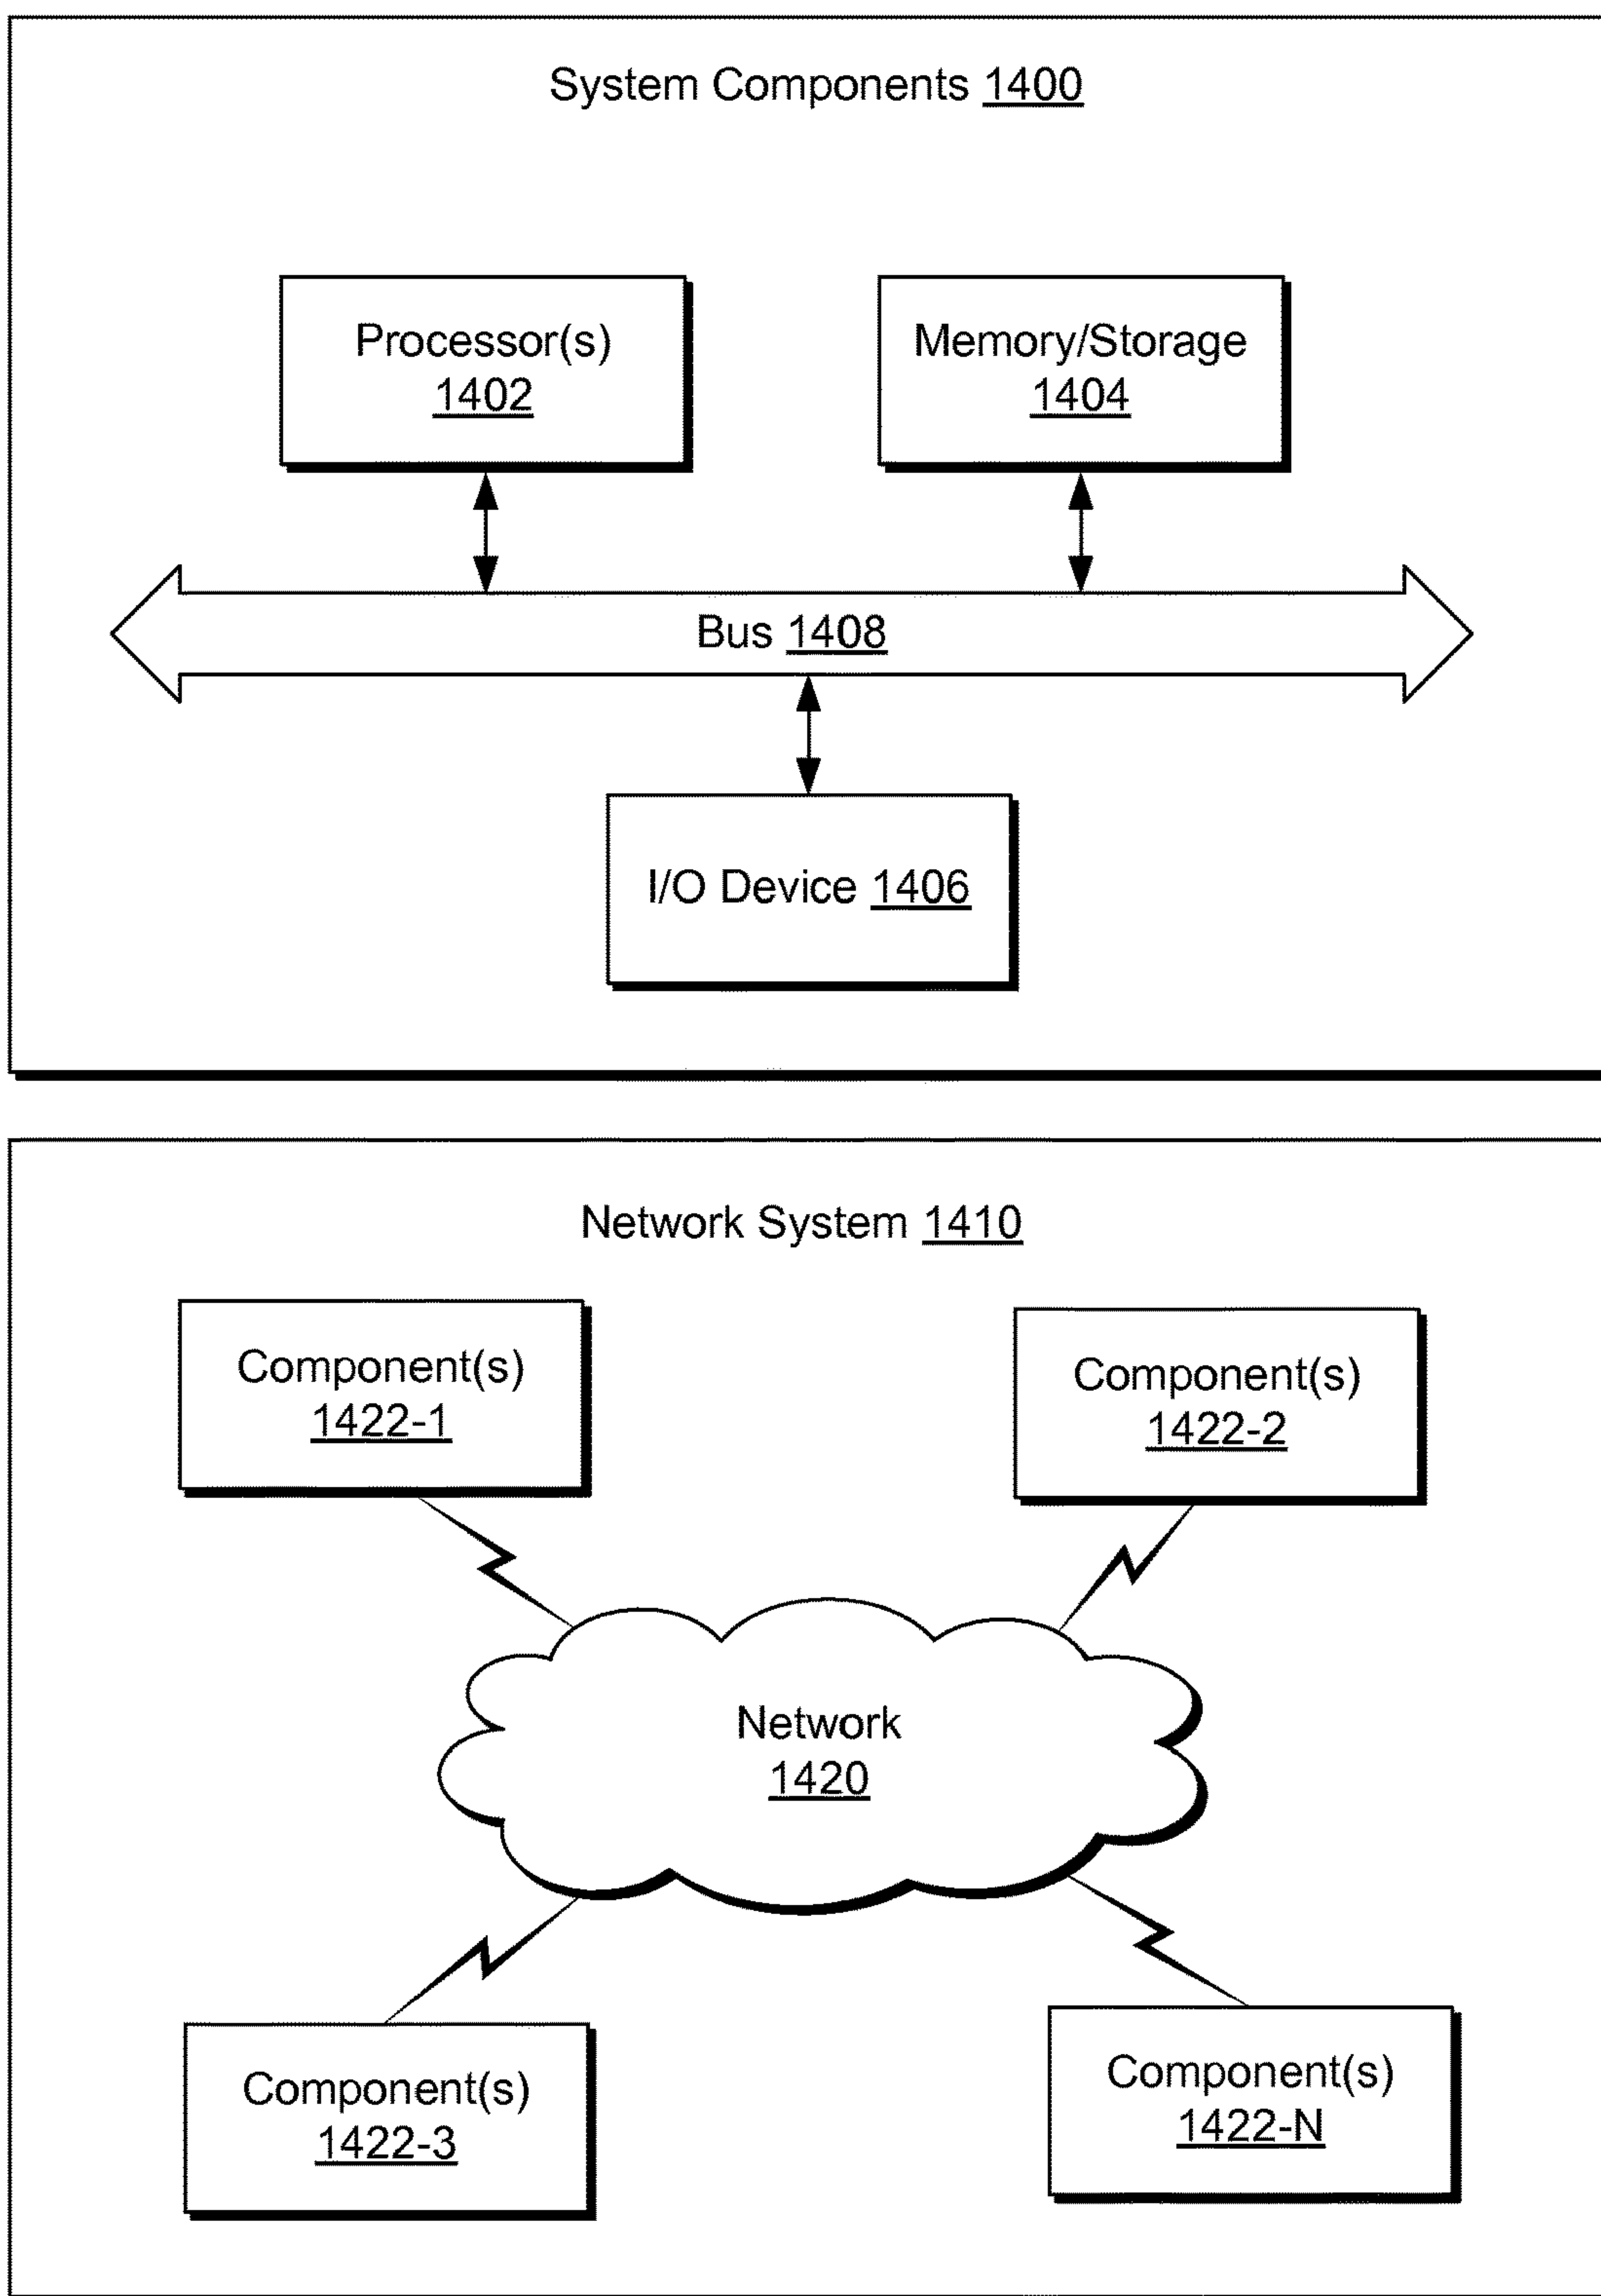 System Components 1400
Processor(s)
1402
Memory/Storage
1404
Bus 1408
I/O Device 1406
Network System 1410
Component(s)
1422-1
Component(s)
1422-2
Network
1420
Component(s)
1422-3
Component(s)
1422-N